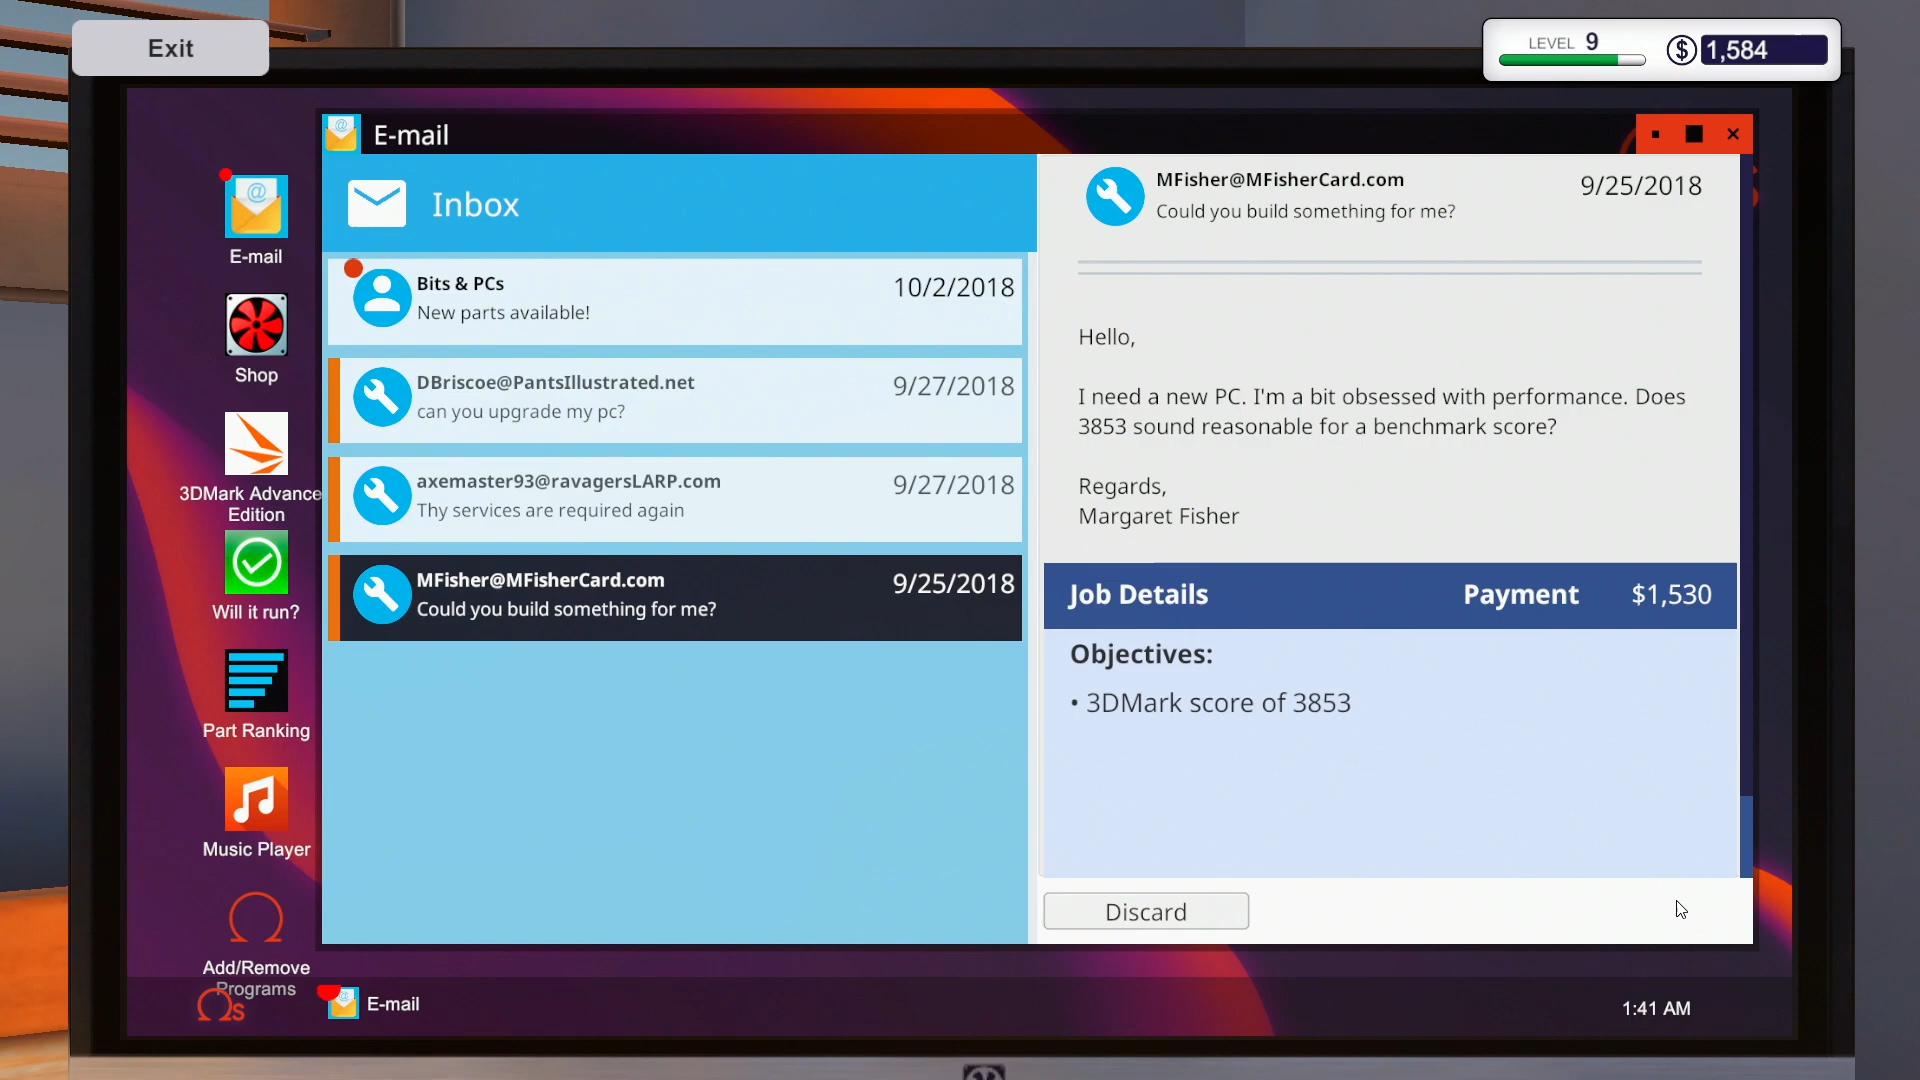 Exit
LEVEL 9
$ 1,584
E-mail
E-mail
Shop
3DMark Advance
Edition
Will it run?
Part Ranking
Music Player
Add/Remove
Programs
Inbox
Bits & PCs
10/2/2018
New parts available!
DBriscoe@PantsIllustrated.net
9/27/2018
can you upgrade my pc?
axemaster93@ravagersLARP.com
9/27/2018
Thy services are required again
MFisher@MFisherCard.com
9/25/2018
Could you build something for me?
MFisher@MFisherCard.com
9/25/2018
Could you build something for me?
Hello,
I need a new PC. I'm a bit obsessed with performance. Does
3853 sound reasonable for a benchmark score?
Regards,
Margaret Fisher
Job Details Payment $1,530
Objectives:
• 3DMark score of 3853
Discard
Ωs
E-mail
1:41 AM